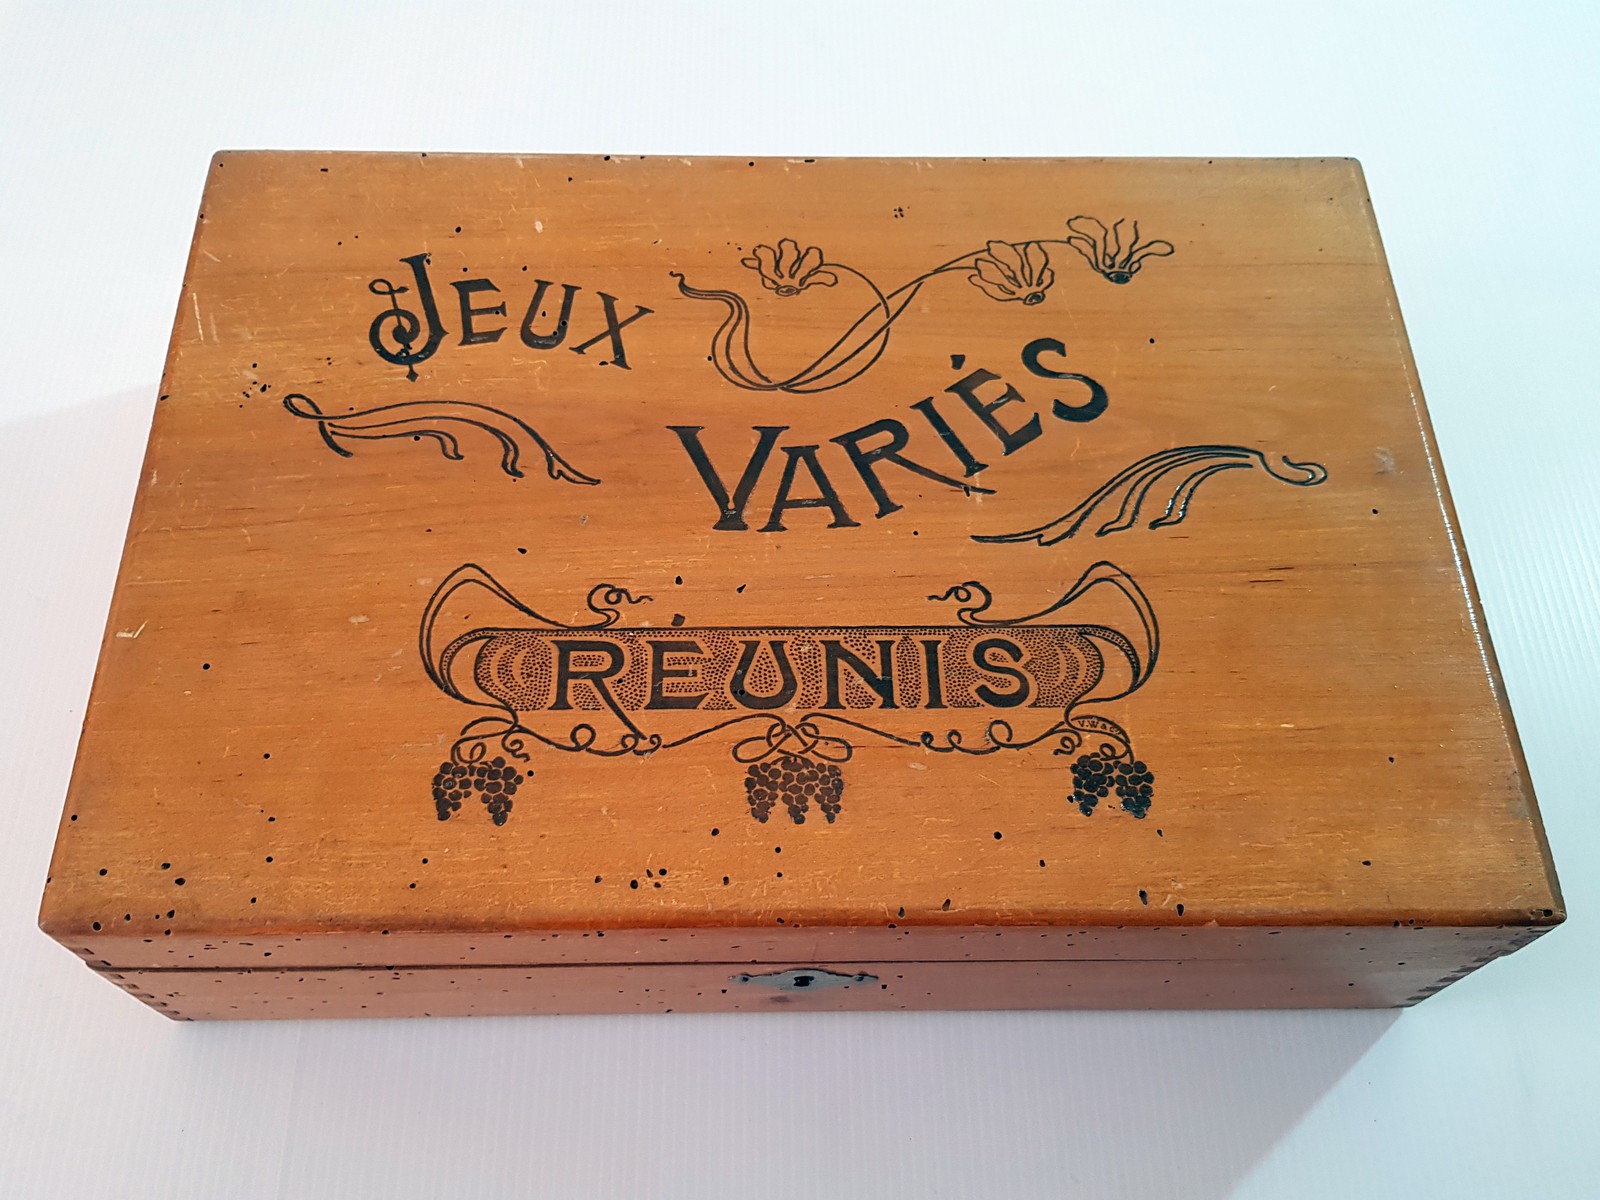 JEUX
VARIÉS
RÉUNIS
V.W&C.